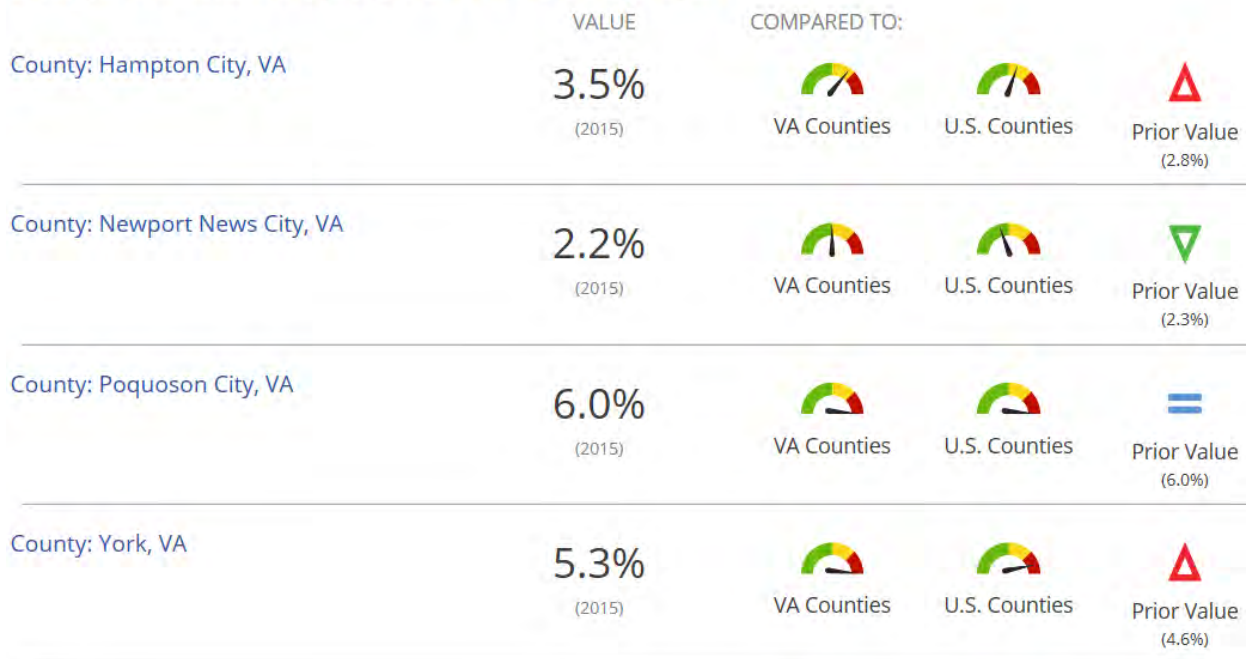 VALUE COMPARED TO:
County: Hampton City, VA
3.5%
(2015)
VA Counties
U.S. Counties
Prior Value
(2.8%)
County: Newport News City, VA
2.2%
(2015)
VA Counties
U.S. Counties
Prior Value
(2.3%)
County: Poquoson City, VA
6.0%
(2015)
VA Counties
U.S. Counties
Prior Value
(6.0%)
County: York, VA
5.3%
(2015)
VA Counties
U.S. Counties
Prior Value
(4.6%)